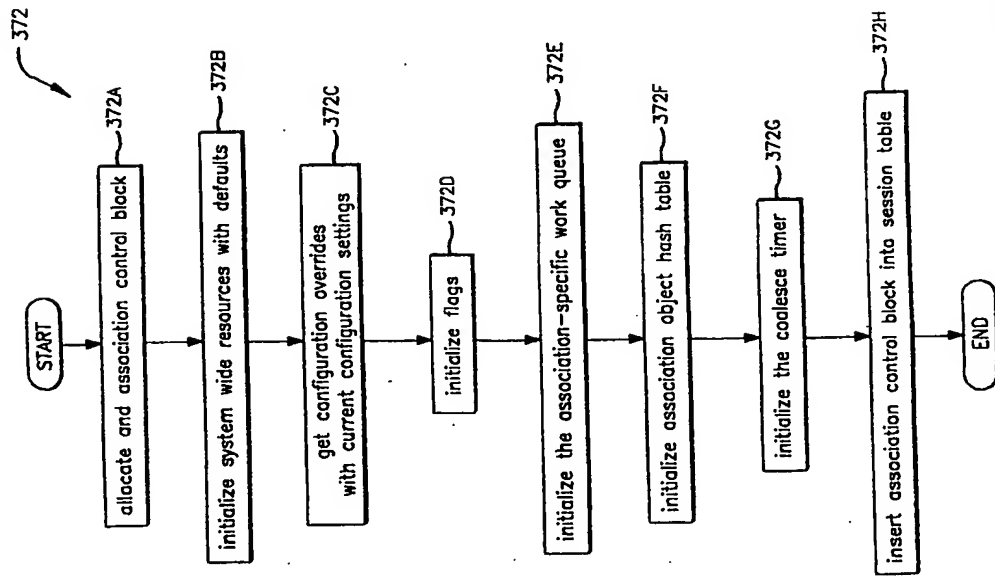 372
START
allocate and association control block
372A
initialize system wide resources with defaults
372B
get configuration overrides
with current configuration settings
372C
initialize flags
372D
initialize the association-specific work queue
372E
initialize association object hash table
372F
initialize the coalesce timer
372G
insert association control block into session table
372H
END